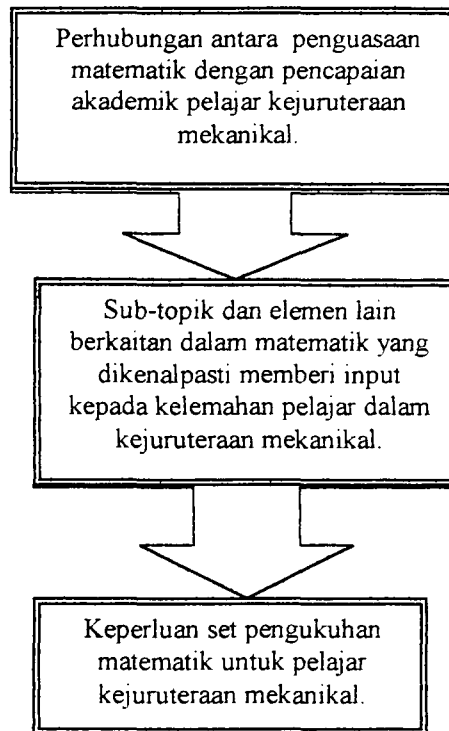 Perhubungan antara penguasaan
matematik dengan pencapaian
akademik pelajar kejuruteraan
mekanikal.
Sub-topik dan elemen lain
berkaitan dalam matematik yang
dikenalpasti memberi input
kepada kelemahan pelajar dalam
kejuruteraan mekanikal.
Keperluan set pengukuhan
matematik untuk pelajar
kejuruteraan mekanikal.